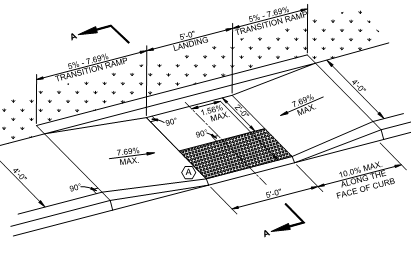 A
5% - 7.69%
TRANSITION RAMP
5'-0"
LANDING
5% - 7.69%
TRANSITION RAMP
4'-0"
7.69%
MAX.
1.56%
MAX.
2'-0"
90°
90°
7.69%
MAX.
4'-0"
90°
A
5'-0"
10.0% MAX.
ALONG THE
FACE OF CURB
A